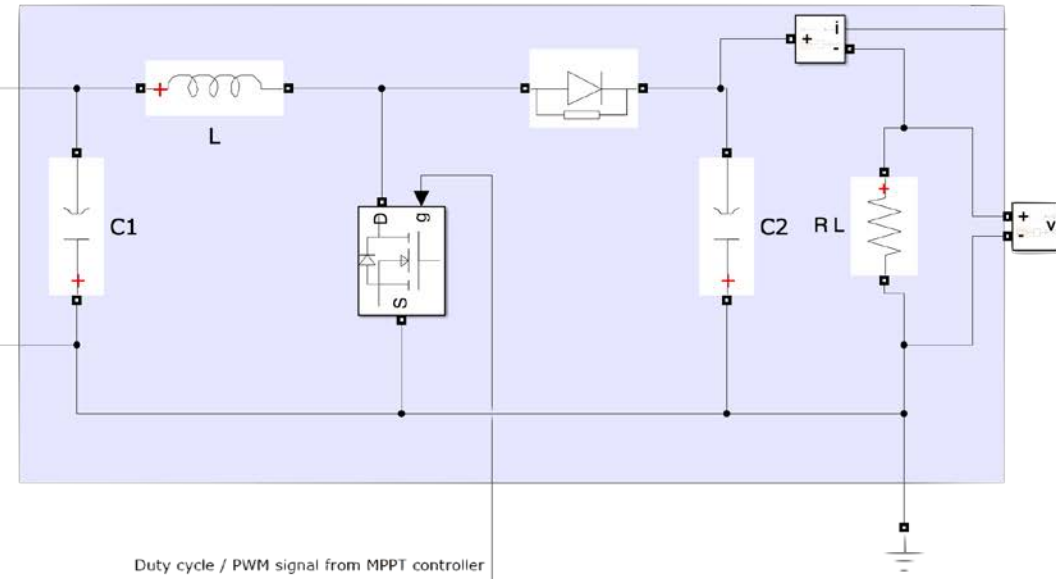 i
+
-
+
L
+
C1
D
g
S
+
C2
+
R L
+
-
v
Duty cycle / PWM signal from MPPT controller